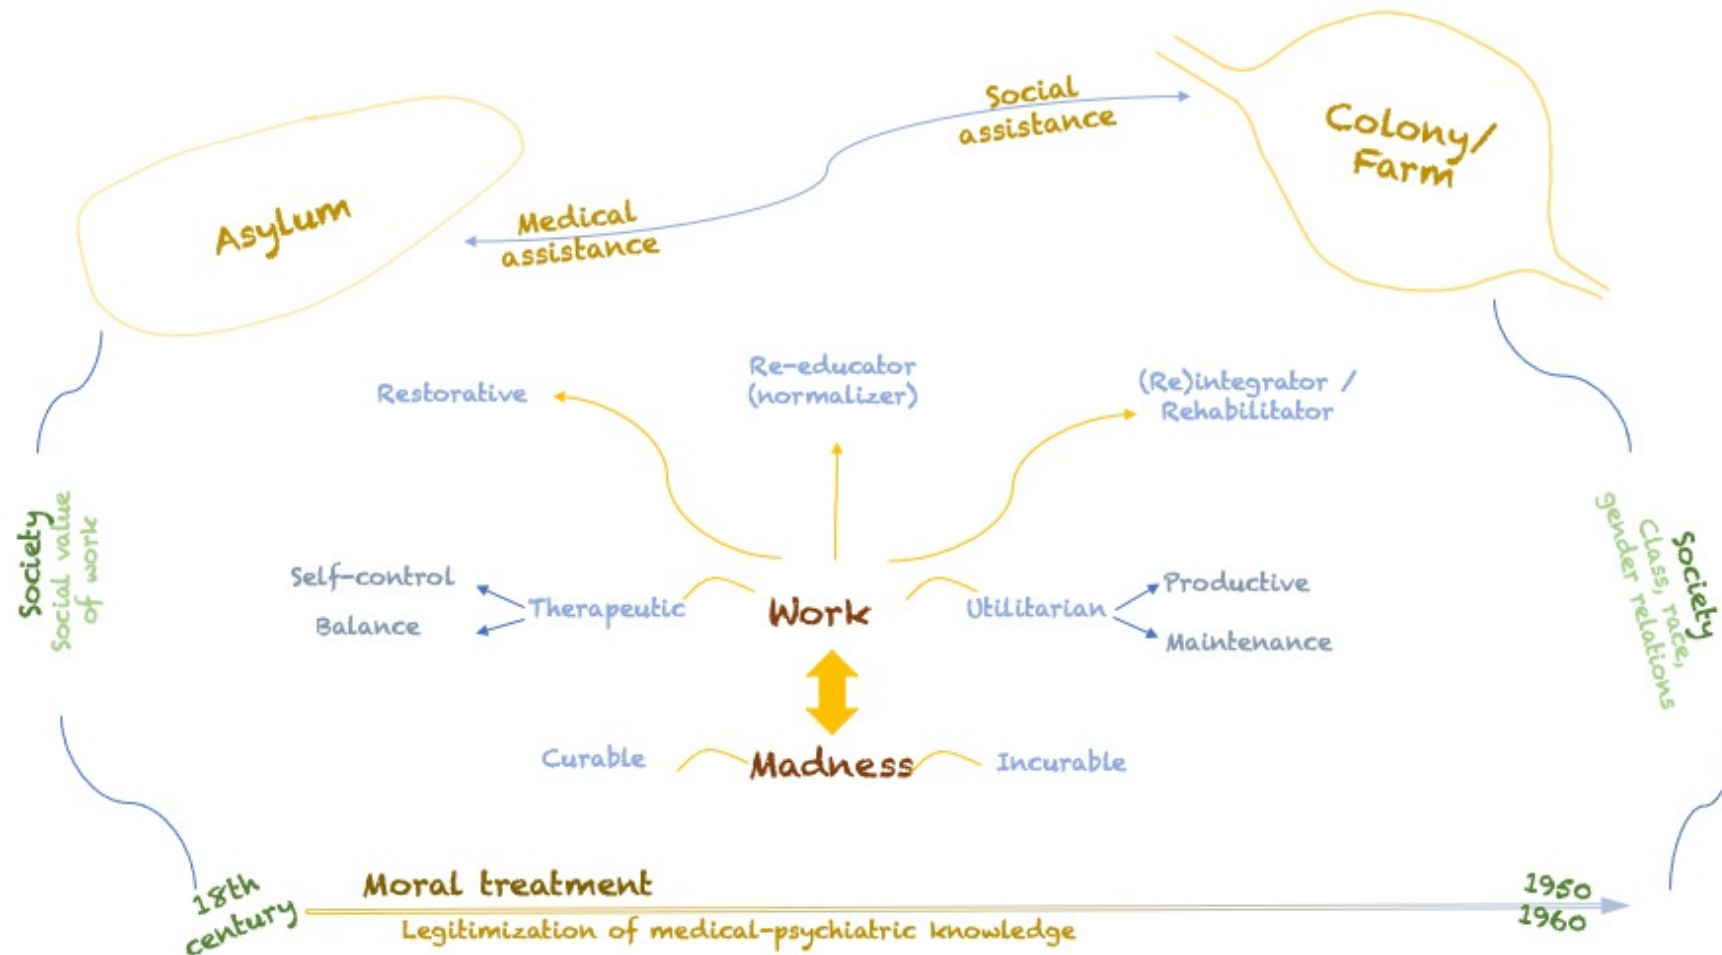 Social
assistance
Colony/
Farm
Asylum
Medical
assistance
Restorative
Re-educator
(normalizer)
(Re)integrator /
Rehabilitator
Society
Social value
of work
Self-control
Balance
Therapeutic
Work
Utilitarian
Productive
Maintenance
Society
Class, race,
gender relations
Curable
Madness
Incurable
18th
century
Moral treatment
Legitimization of medical-psychiatric knowledge
1950
1960